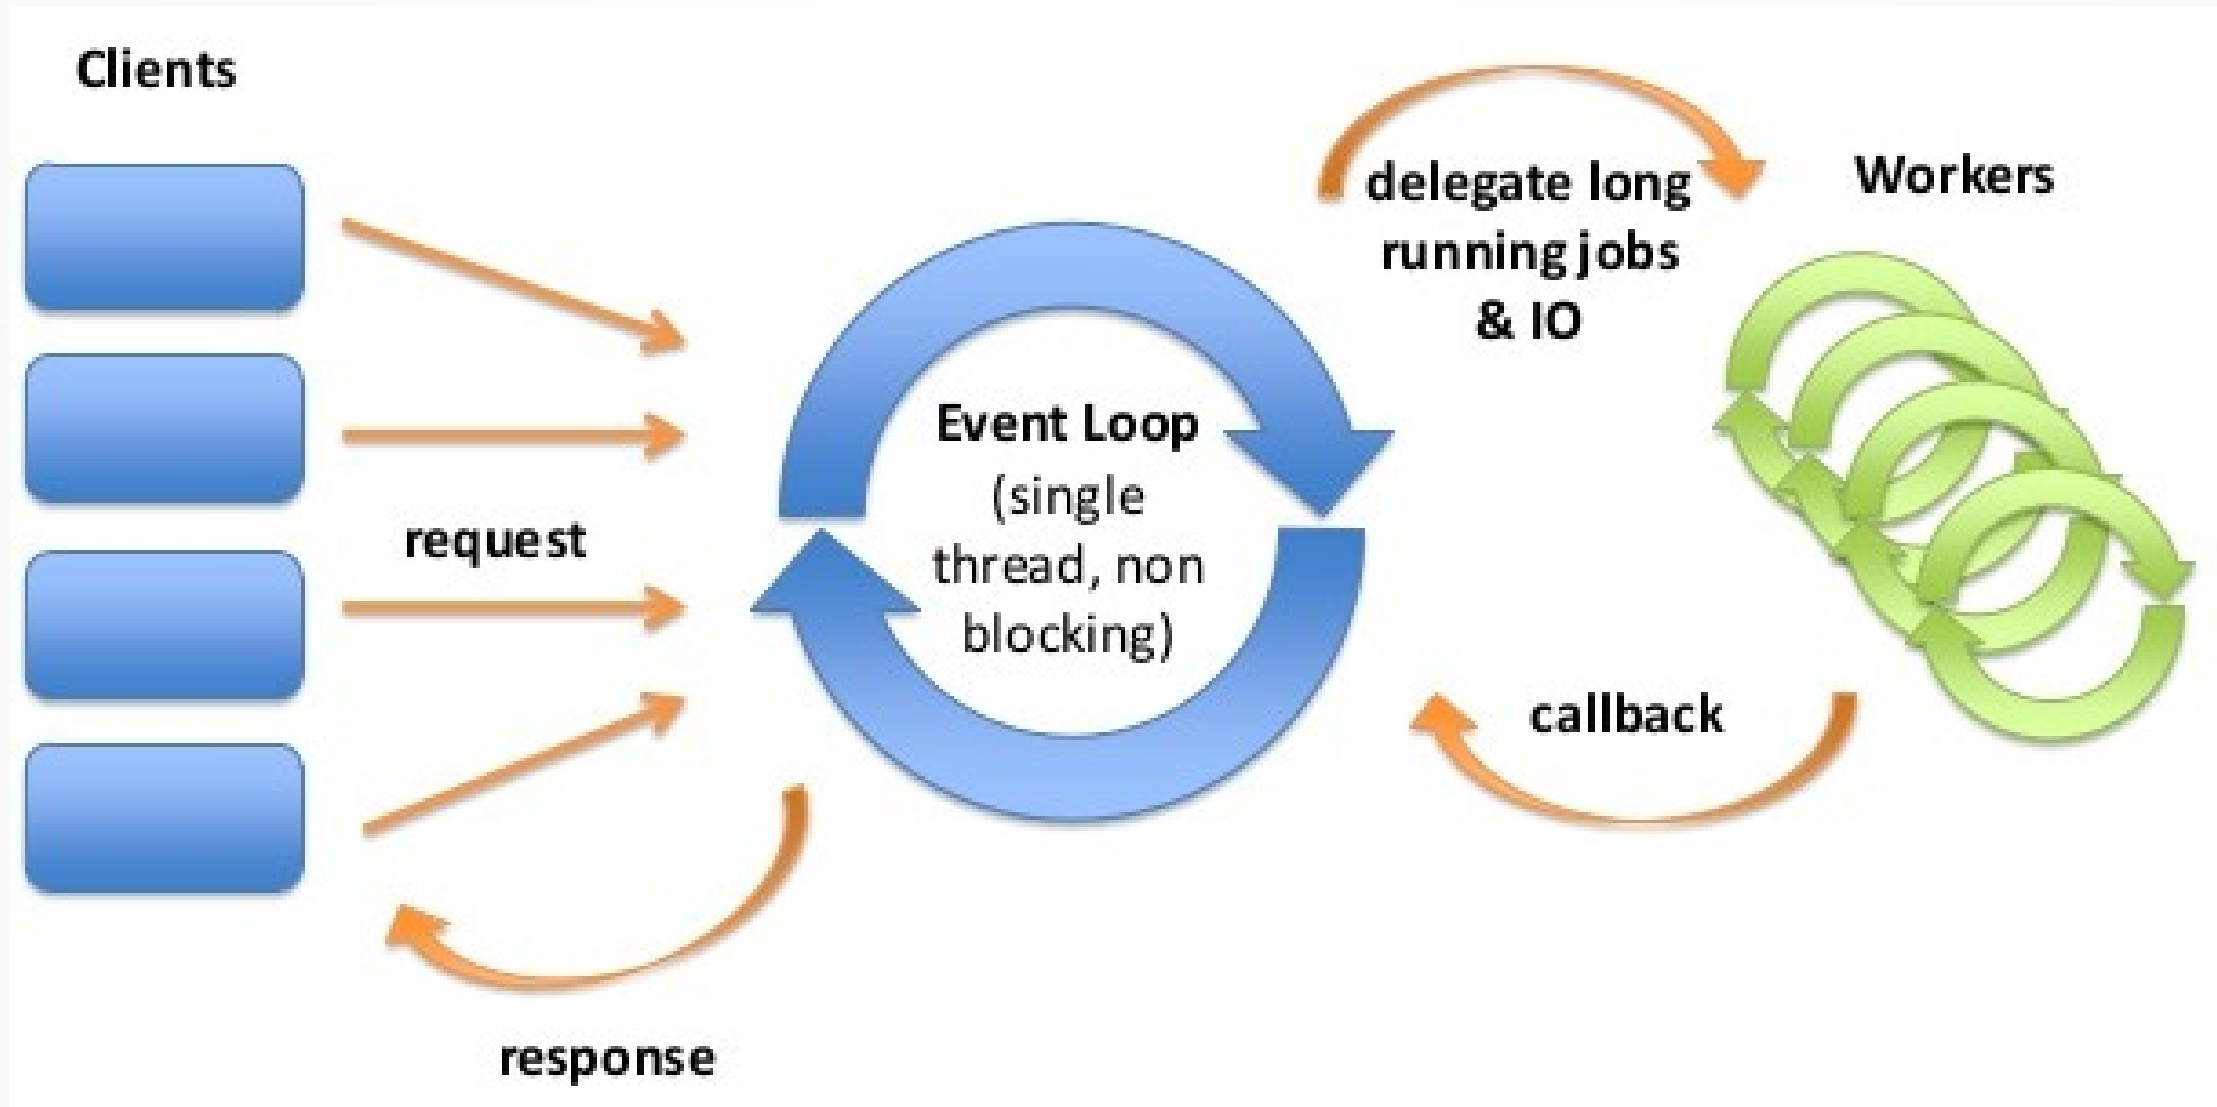 Clients
request
response
Event Loop
(single
thread, non
blocking)
delegate long
running jobs
& IO
callback
Workers